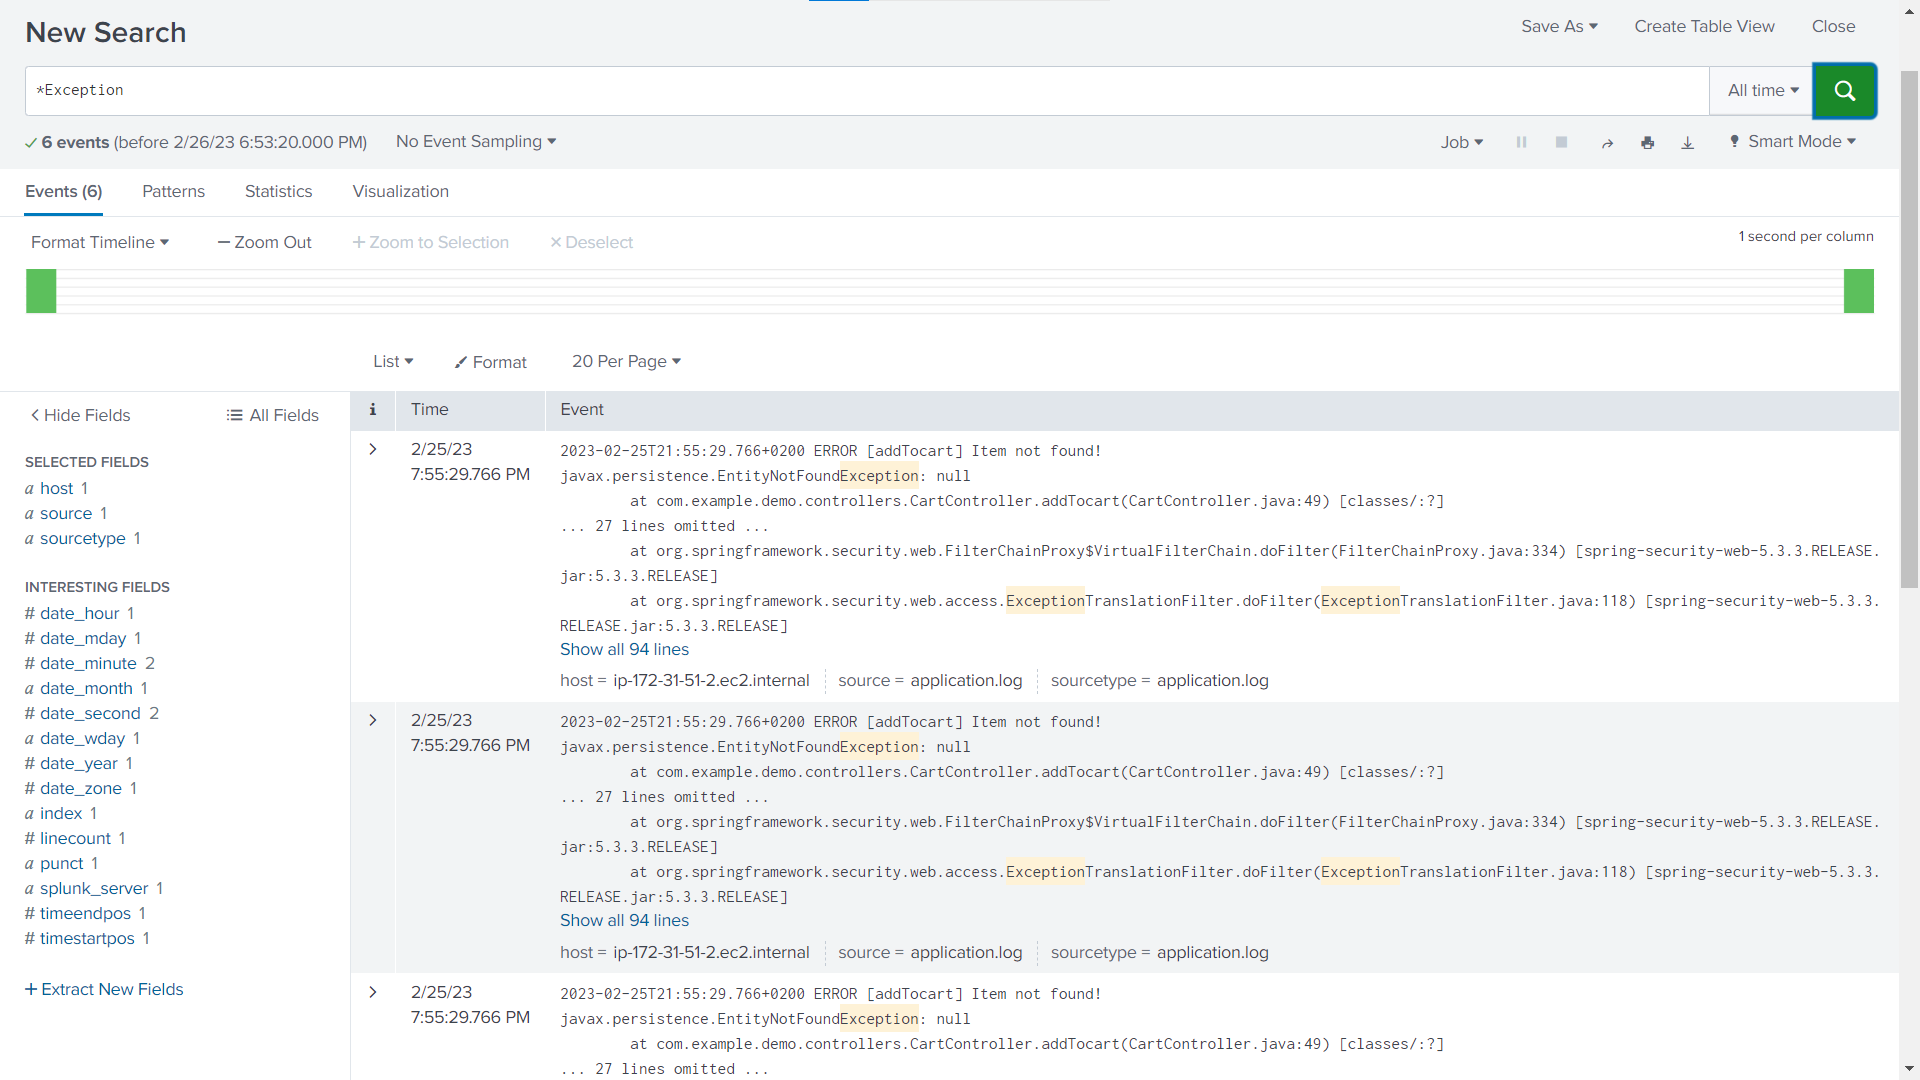 New Search
Save As
Create Table View
Close
*Exception
All time
6 events (before 2/26/23 6:53:20.000 PM)
No Event Sampling
Job
Smart Mode
Events (6)
Patterns
Statistics
Visualization
Format Timeline
— Zoom Out
+ Zoom to Selection
× Deselect
1 second per column
List
Format
20 Per Page
< Hide Fields
All Fields
i
Time
Event
SELECTED FIELDS
a host 1
a source 1
a sourcetype 1
INTERESTING FIELDS
# date_hour 1
# date_mday 1
# date_minute 2
a date_month 1
# date_second 2
a date_wday 1
# date_year 1
# date_zone 1
a index 1
# linecount 1
a punct 1
a splunk_server 1
# timeendpos 1
# timestartpos 1
+ Extract New Fields
2/25/23
7:55:29.766 PM
2023-02-25T21:55:29.766+0200 ERROR [addTocart] Item not found!
javax.persistence.EntityNotFoundException: null
at com.example.demo.controllers.CartController.addTocart(CartController.java:49) [classes/:?]
... 27 lines omitted ...
at org.springframework.security.web.FilterChainProxy$VirtualFilterChain.doFilter(FilterChainProxy.java:334) [spring-security-web-5.3.3.RELEASE.
jar:5.3.3.RELEASE]
at org.springframework.security.web.access.ExceptionTranslationFilter.doFilter(ExceptionTranslationFilter.java:118) [spring-security-web-5.3.3.
RELEASE.jar:5.3.3.RELEASE]
Show all 94 lines
host = ip-172-31-51-2.ec2.internal
source = application.log
sourcetype = application.log
2/25/23
7:55:29.766 PM
2023-02-25T21:55:29.766+0200 ERROR [addTocart] Item not found!
javax.persistence.EntityNotFoundException: null
at com.example.demo.controllers.CartController.addTocart(CartController.java:49) [classes/:?]
... 27 lines omitted ...
at org.springframework.security.web.FilterChainProxy$VirtualFilterChain.doFilter(FilterChainProxy.java:334) [spring-security-web-5.3.3.RELEASE.
jar:5.3.3.RELEASE]
at org.springframework.security.web.access.ExceptionTranslationFilter.doFilter(ExceptionTranslationFilter.java:118) [spring-security-web-5.3.3.
RELEASE.jar:5.3.3.RELEASE]
Show all 94 lines
host = ip-172-31-51-2.ec2.internal
source = application.log
sourcetype = application.log
2/25/23
7:55:29.766 PM
2023-02-25T21:55:29.766+0200 ERROR [addTocart] Item not found!
javax.persistence.EntityNotFoundException: null
at com.example.demo.controllers.CartController.addTocart(CartController.java:49) [classes/:?]
... 27 lines omitted ...